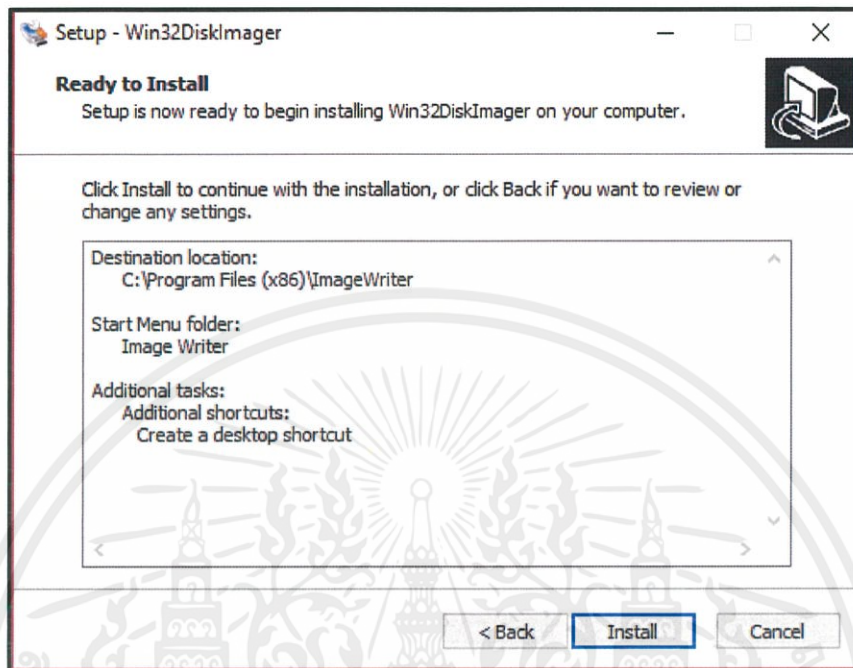 Setup - Win32DiskImager
Ready to Install
Setup is now ready to begin installing Win32DiskImager on your computer.
Click Install to continue with the installation, or click Back if you want to review or
change any settings.
Destination location:
C:\Program Files (x86)\ImageWriter
Start Menu folder:
Image Writer
Additional tasks:
Additional shortcuts:
Create a desktop shortcut
< Back
Install
Cancel